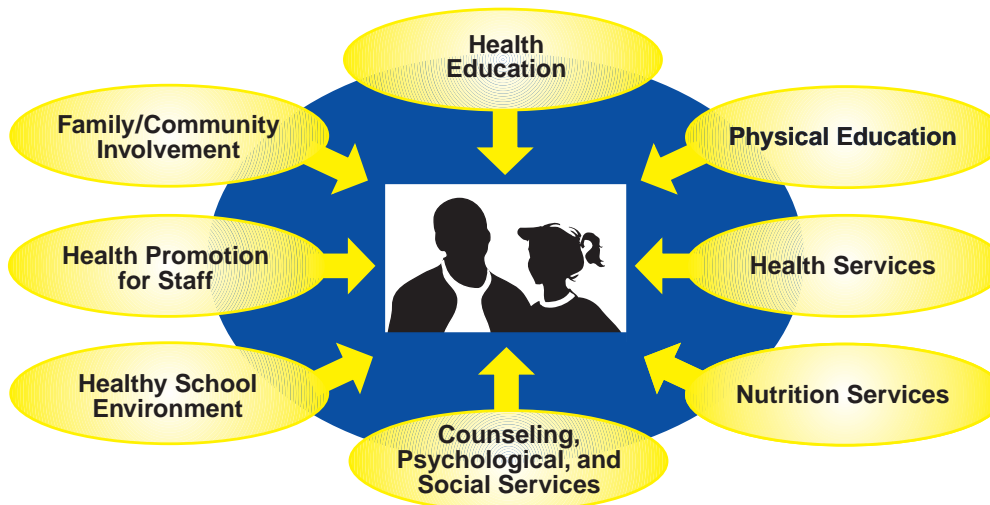 Health
Education
Family/Community
Involvement
Physical Education
Health Promotion
for Staff
Health Services
Healthy School
Environment
Nutrition Services
Counseling,
Psychological, and
Social Services